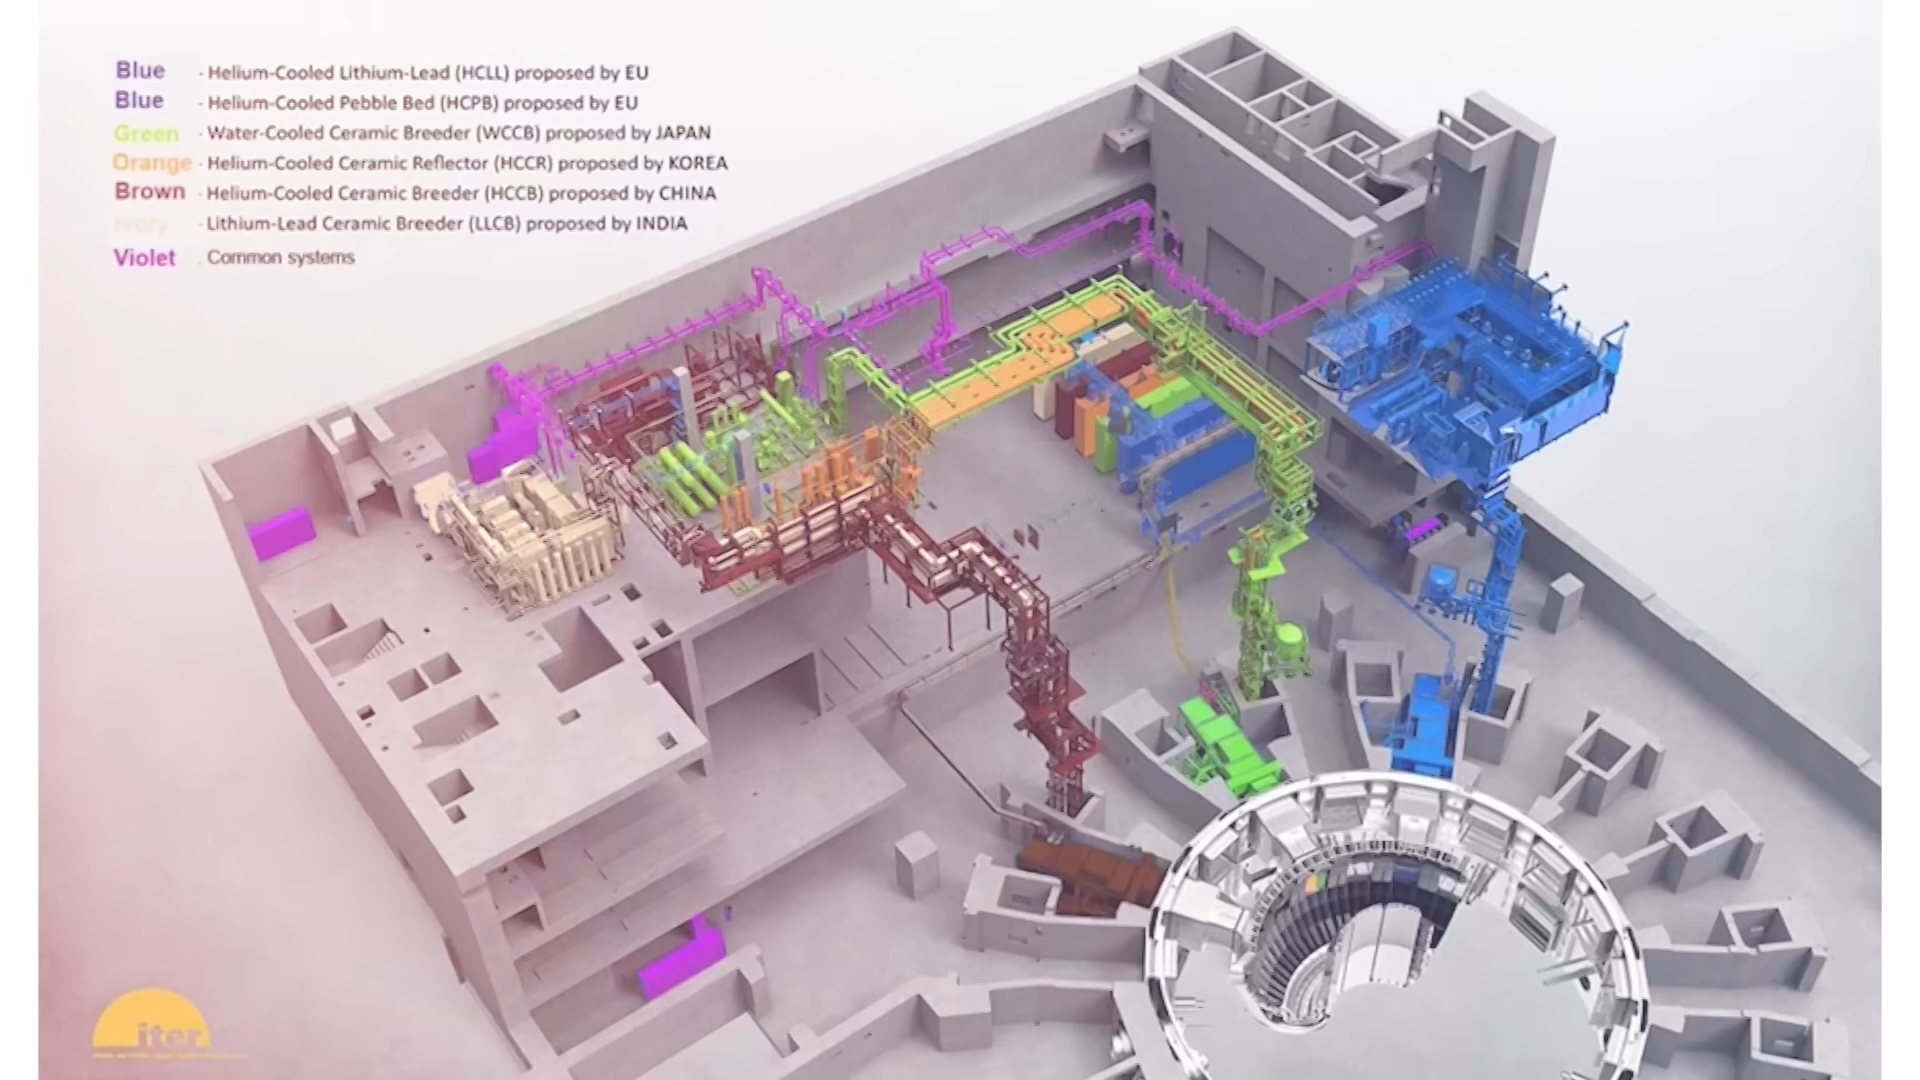 Blue - Helium-Cooled Lithium-Lead (HCLL) proposed by EU
Blue - Helium-Cooled Pebble Bed (HCPB) proposed by EU
Green - Water-Cooled Ceramic Breeder (WCCB) proposed by JAPAN
Orange - Helium-Cooled Ceramic Reflector (HCCR) proposed by KOREA
Brown - Helium-Cooled Ceramic Breeder (HCCB) proposed by CHINA
Ivory - Lithium-Lead Ceramic Breeder (LLCB) proposed by INDIA
Violet - Common systems
iter